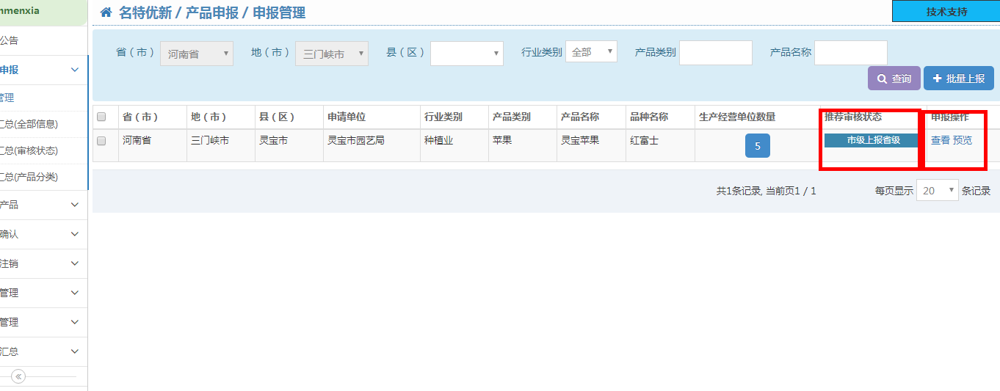 nmenxia
公告
申报
管理
汇总(全部信息)
汇总(审核状态)
汇总(产品分类)
产品
确认
注销
管理
管理
汇总
名特优新 / 产品申报 / 申报管理
技术支持
省（市） 河南省 地（市） 三门峡市 县（区） 行业类别 全部 产品类别 产品名称
查询 批量上报
省（市） 地（市） 县（区） 申请单位 行业类别 产品类别 产品名称 品种名称 生产经营单位数量 推荐审核状态 申报操作
河南省 三门峡市 灵宝市 灵宝市园艺局 种植业 苹果 灵宝苹果 红富士 5 市级上报省级 查看 预览
共1条记录, 当前页1 / 1 每页显示 20 条记录